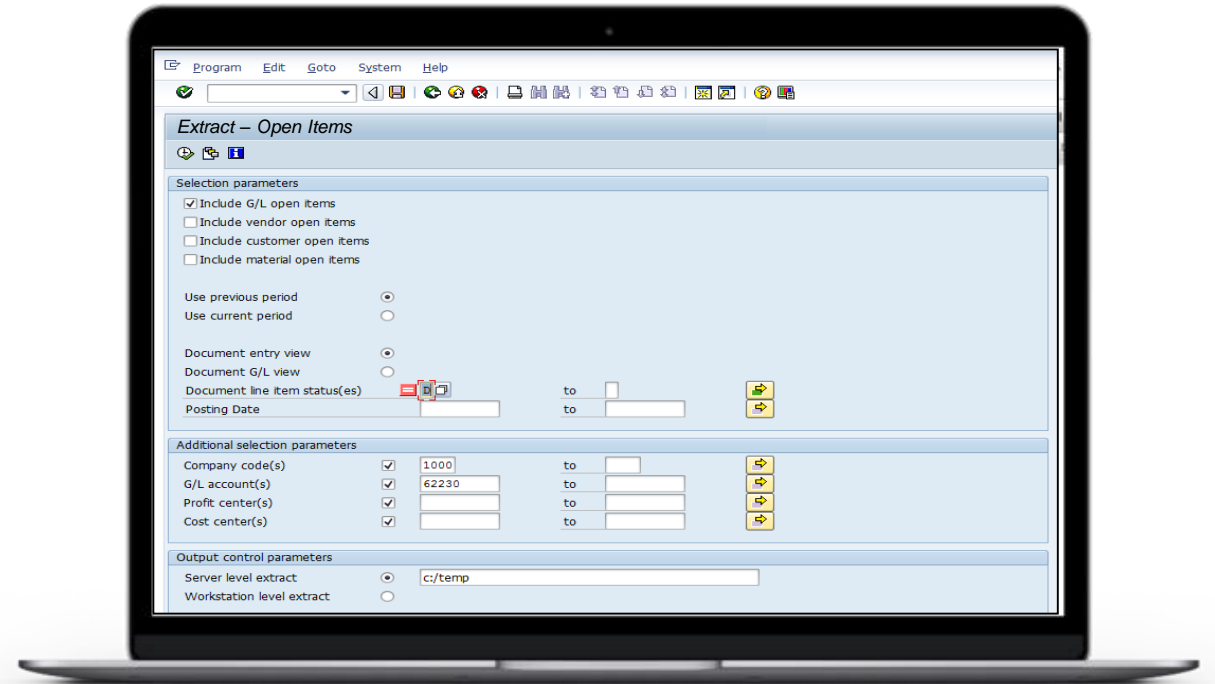 Program Edit Goto System Help
Extract – Open Items
Selection parameters
Include G/L open items
Include vendor open items
Include customer open items
Include material open items
Use previous period
Use current period
Document entry view
Document G/L view
Document line item status(es) D to
Posting Date to
Additional selection parameters
Company code(s) 1000 to
G/L account(s) 62230 to
Profit center(s) to
Cost center(s) to
Output control parameters
Server level extract c:/temp
Workstation level extract